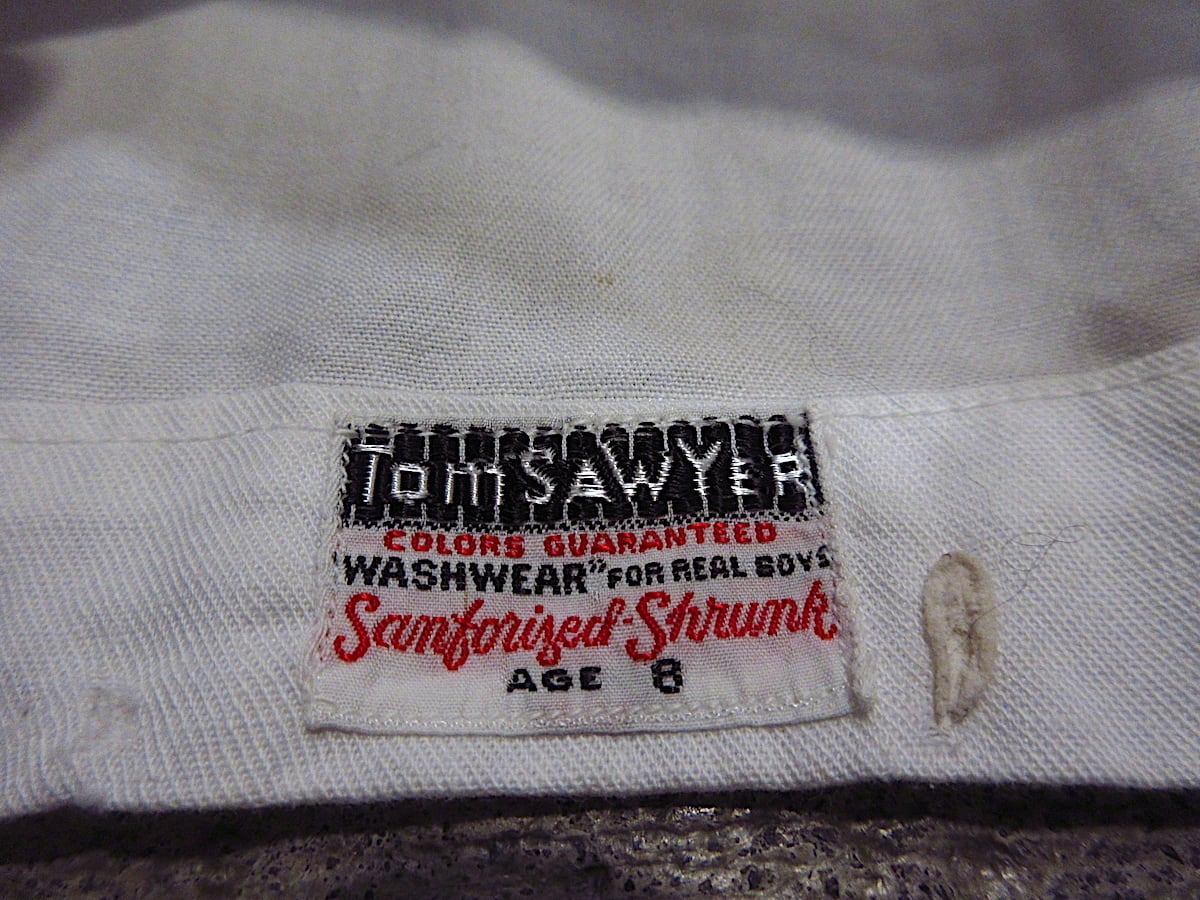 Tom SAWYER
COLORS GUARANTEED
"WASHWEAR" FOR REAL BOYS
Sanforized-Shrunk
AGE 8